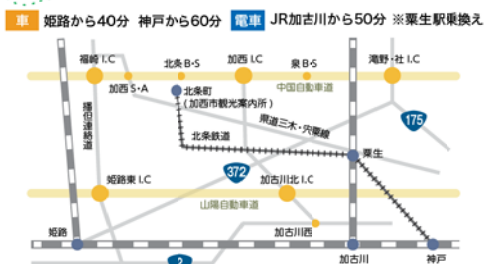 車 姫路から40分 神戸から60分 電車 JR加古川から50分 ※粟生駅乗換え
福崎 I.C
北条 B・S
加西 I.C
泉 B・S
滝野・社 I.C
加西 S・A
中国自動車道
北条町
(加西市観光案内所)
播但連絡道
県道三木・宍粟線
175
北条鉄道
粟生
372
姫路東 I.C
加古川北 I.C
山陽自動車道
加古川西
姫路
2
加古川
神戸